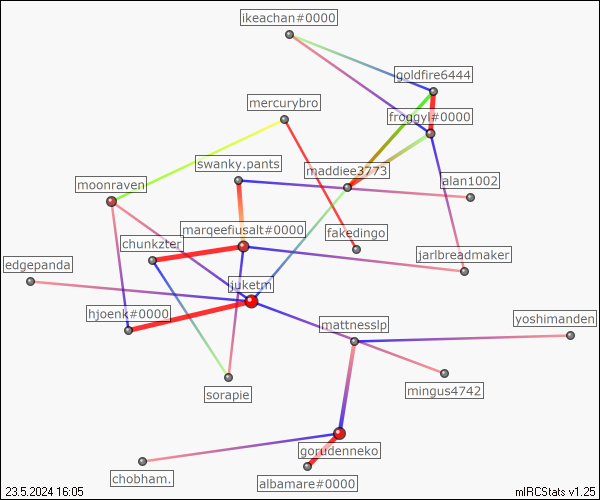 ikeachan#0000
goldfire6444
mercurybro
froggyl#0000
swanky.pants
maddiee3773
moonraven
alan1002
marqeefiusalt#0000
fakedingo
chunkzter
jarlbreadmaker
edgepanda
juketm
hjoenk#0000
mattnesslp
yoshimanden
sorapie
mingus4742
gorudenneko
chobham.
albamare#0000
23.5.2024 16:05
mIRCStats v1.25